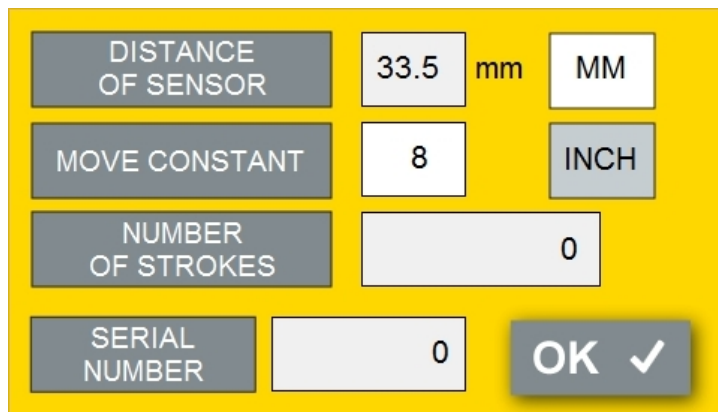 DISTANCE
OF SENSOR
33.5 mm MM
MOVE CONSTANT 8 INCH
NUMBER
OF STROKES
0
SERIAL
NUMBER
0
OK ✓